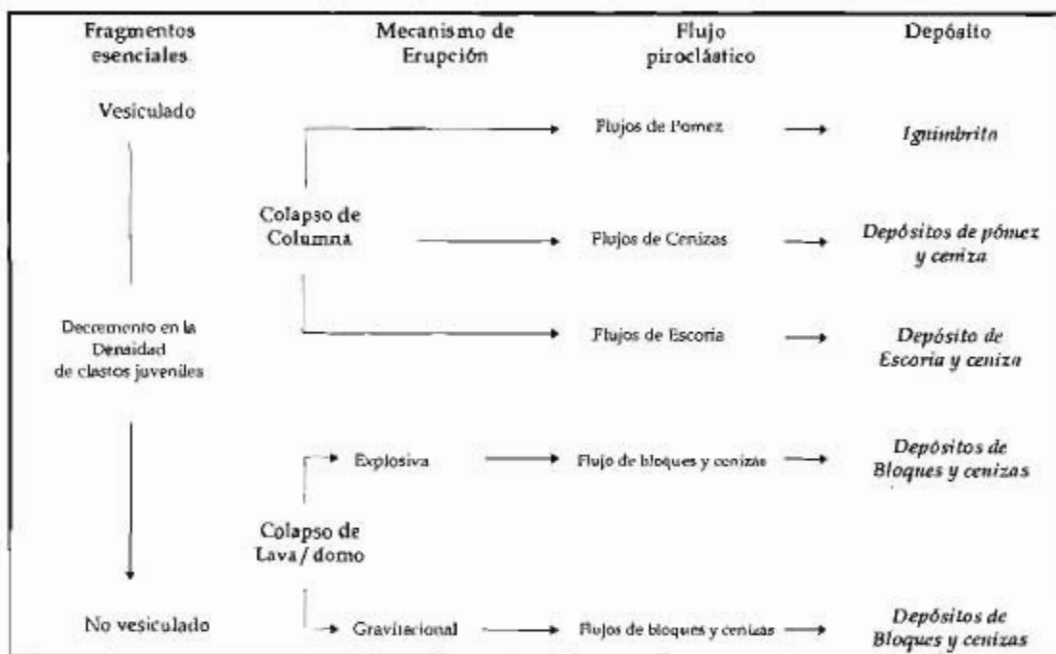 Fragmentos
esenciales
Mecanismo de
Erupción
Flujo
piroclástico
Depósito
Vesiculado
Flujos de Pomez
Ignimbrita
Colapso de
Columna
Flujos de Cenizas
Depósitos de pómez
y ceniza
Decremento en la
Densidad
de clastos juveniles
Flujos de Escoria
Depósito de
Escoria y ceniza
Explosiva
Flujo de bloques y cenizas
Depósitos de
Bloques y cenizas
Colapso de
Lava / domo
No vesiculado
Gravitacional
Flujos de bloques y cenizas
Depósitos de
Bloques y cenizas